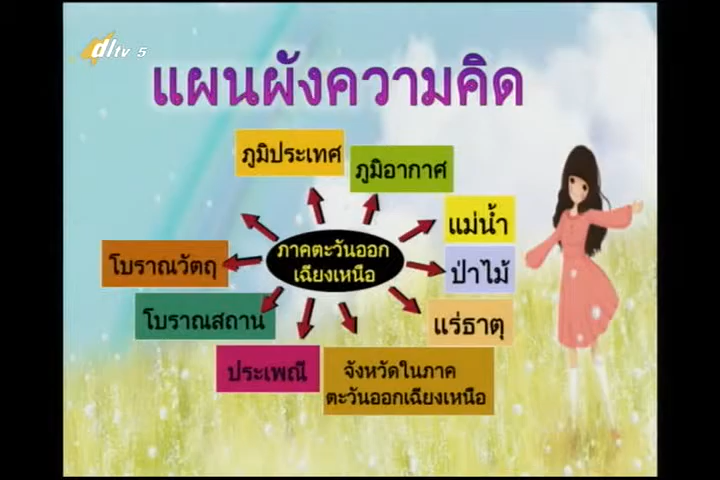 dltv 5
แผนผังความคิด
ภูมิประเทศ
ภูมิอากาศ
แม่น้ำ
ป่าไม้
แร่ธาตุ
จังหวัดในภาค
ตะวันออกเฉียงเหนือ
ประเพณี
โบราณสถาน
โบราณวัตฤ
ภาคตะวันออก
เฉียงเหนือ